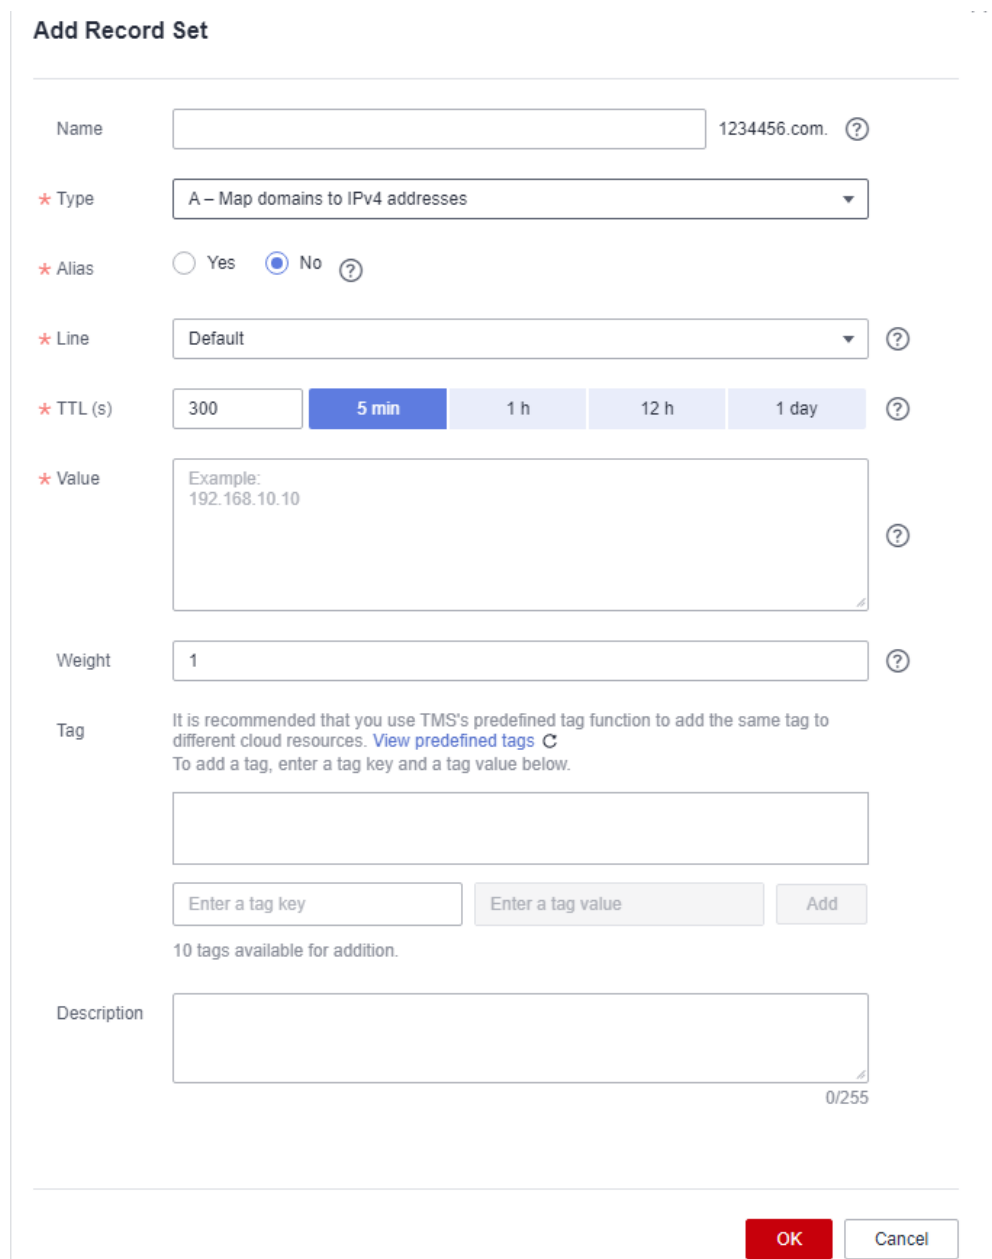 Add Record Set
Name 1234456.com. ?
* Type A – Map domains to IPv4 addresses
* Alias Yes No ?
* Line Default ?
* TTL (s) 300 5 min 1 h 12 h 1 day ?
* Value Example:
192.168.10.10
?
Weight 1 ?
Tag It is recommended that you use TMS's predefined tag function to add the same tag to
different cloud resources. View predefined tags
To add a tag, enter a tag key and a tag value below.
Enter a tag key Enter a tag value Add
10 tags available for addition.
Description
0/255
OK Cancel